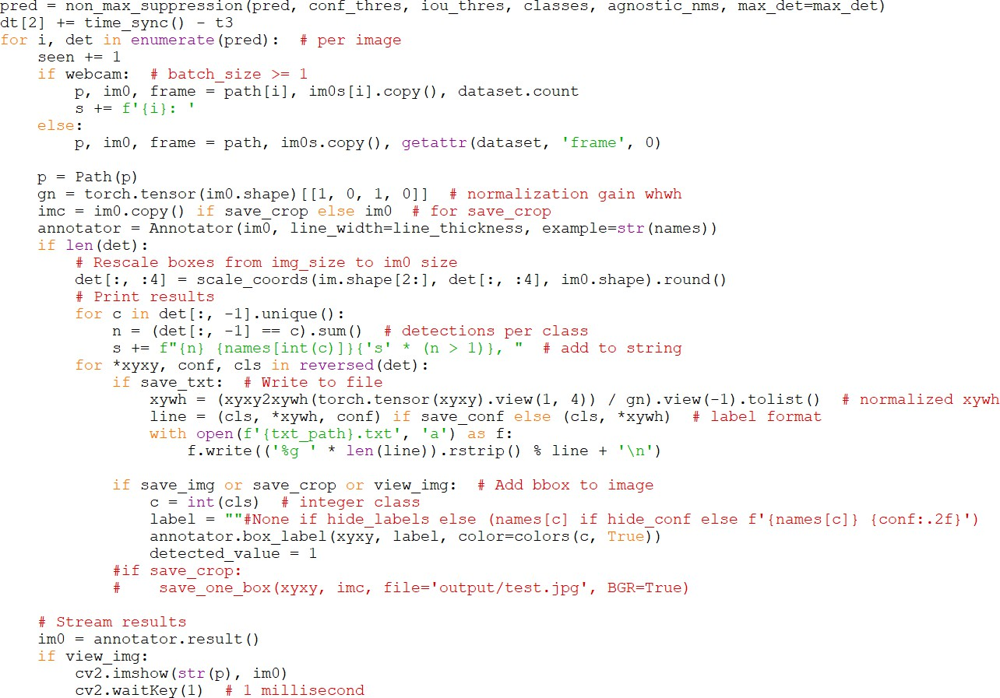 pred = non_max_suppression(pred, conf_thres, iou_thres, classes, agnostic_nms, max_det=max_det)
dt[2] += time_sync() - t3
for i, det in enumerate(pred):  # per image
    seen += 1
    if webcam:  # batch_size >= 1
        p, im0, frame = path[i], im0s[i].copy(), dataset.count
        s += f'{i}: '
    else:
        p, im0, frame = path, im0s.copy(), getattr(dataset, 'frame', 0)

    p = Path(p)
    gn = torch.tensor(im0.shape)[[1, 0, 1, 0]]  # normalization gain whwh
    imc = im0.copy() if save_crop else im0  # for save_crop
    annotator = Annotator(im0, line_width=line_thickness, example=str(names))
    if len(det):
        # Rescale boxes from img_size to im0 size
        det[:, :4] = scale_coords(im.shape[2:], det[:, :4], im0.shape).round()
        # Print results
        for c in det[:, -1].unique():
            n = (det[:, -1] == c).sum()  # detections per class
            s += f"{n} {names[int(c)]}{'s' * (n > 1)}, "  # add to string
        for *xyxy, conf, cls in reversed(det):
            if save_txt:  # Write to file
                xywh = (xyxy2xywh(torch.tensor(xyxy).view(1, 4)) / gn).view(-1).tolist()  # normalized xywh
                line = (cls, *xywh, conf) if save_conf else (cls, *xywh)  # label format
                with open(f'{txt_path}.txt', 'a') as f:
                    f.write(('%g ' * len(line)).rstrip() % line + '\n')

            if save_img or save_crop or view_img:  # Add bbox to image
                c = int(cls)  # integer class
                label = ""#None if hide_labels else (names[c] if hide_conf else f'{names[c]} {conf:.2f}')
                annotator.box_label(xyxy, label, color=colors(c, True))
                detected_value = 1
            #if save_crop:
            #    save_one_box(xyxy, imc, file='output/test.jpg', BGR=True)

    # Stream results
    im0 = annotator.result()
    if view_img:
        cv2.imshow(str(p), im0)
        cv2.waitKey(1)  # 1 millisecond